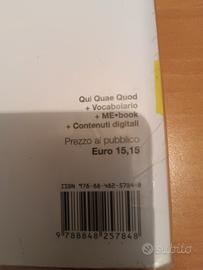 Qui Quae Quod
+ Vocabolario
+ ME•book
+ Contenuti digitali
Prezzo al pubblico
Euro 15,15
ISBN 978-88-482-5784-8
9 788848 257848
subito